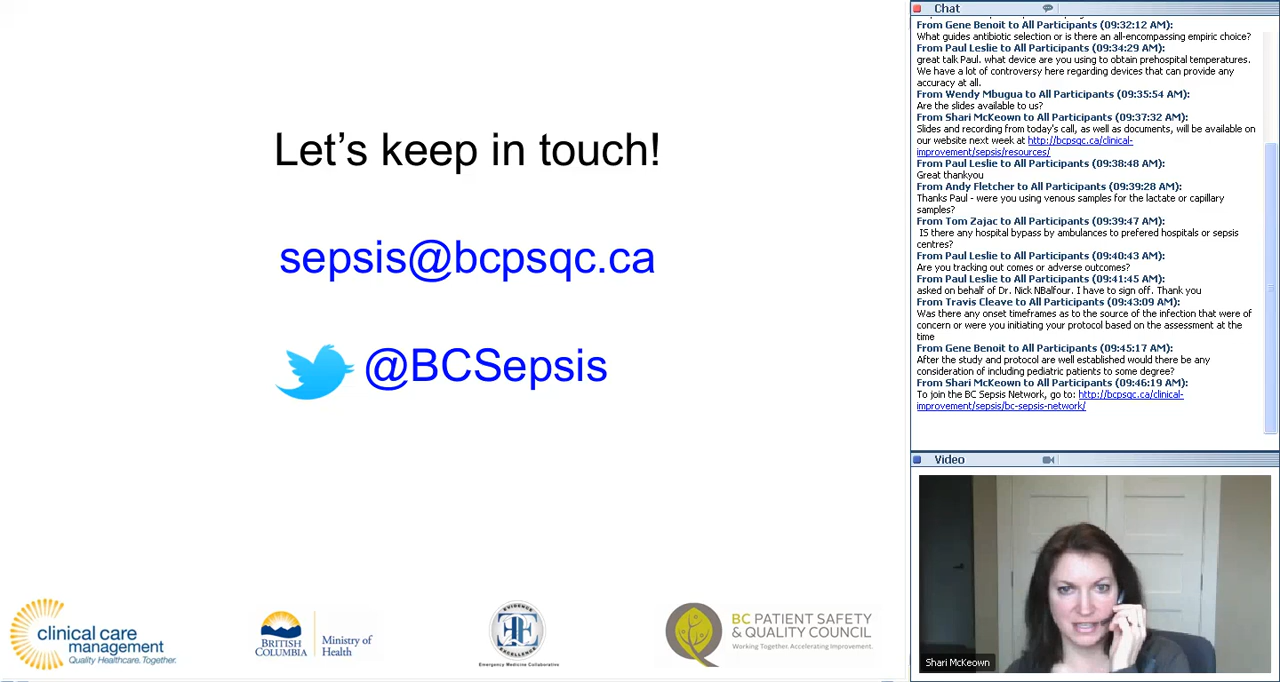 Let's keep in touch!
sepsis@bcpsqc.ca
@BCSepsis
clinical care
management
Quality Healthcare. Together.
BRITISH
COLUMBIA
Ministry of
Health
EVIDENCE
EXCELLENCE
Emergency Medicine Collaborative
BC PATIENT SAFETY
& QUALITY COUNCIL
Working Together. Accelerating Improvement.
Chat
From Gene Benoit to All Participants (09:32:12 AM):
What guides antibiotic selection or is there an all-encompassing empiric choice?
From Paul Leslie to All Participants (09:34:29 AM):
great talk Paul. what device are you using to obtain prehospital temperatures.
We have a lot of controversy here regarding devices that can provide any
accuracy at all.
From Wendy Mbugua to All Participants (09:35:54 AM):
Are the slides available to us?
From Shari McKeown to All Participants (09:37:32 AM):
Slides and recording from today's call, as well as documents, will be available on
our website next week at http://bcpsqc.ca/clinical-
improvement/sepsis/resources/
From Paul Leslie to All Participants (09:38:48 AM):
Great thankyou
From Andy Fletcher to All Participants (09:39:28 AM):
Thanks Paul - were you using venous samples for the lactate or capillary
samples?
From Tom Zajac to All Participants (09:39:47 AM):
IS there any hospital bypass by ambulances to prefered hospitals or sepsis
centres?
From Paul Leslie to All Participants (09:40:43 AM):
Are you tracking out comes or adverse outcomes?
From Paul Leslie to All Participants (09:41:45 AM):
asked on behalf of Dr. Nick NBalfour. I have to sign off. Thank you
From Travis Cleave to All Participants (09:43:09 AM):
Was there any onset timeframes as to the source of the infection that were of
concern or were you initiating your protocol based on the assessment at the
time
From Gene Benoit to All Participants (09:45:17 AM):
After the study and protocol are well established would there be any
consideration of including pediatric patients to some degree?
From Shari McKeown to All Participants (09:46:19 AM):
To join the BC Sepsis Network, go to: http://bcpsqc.ca/clinical-
improvement/sepsis/bc-sepsis-network/
Video
Shari McKeown